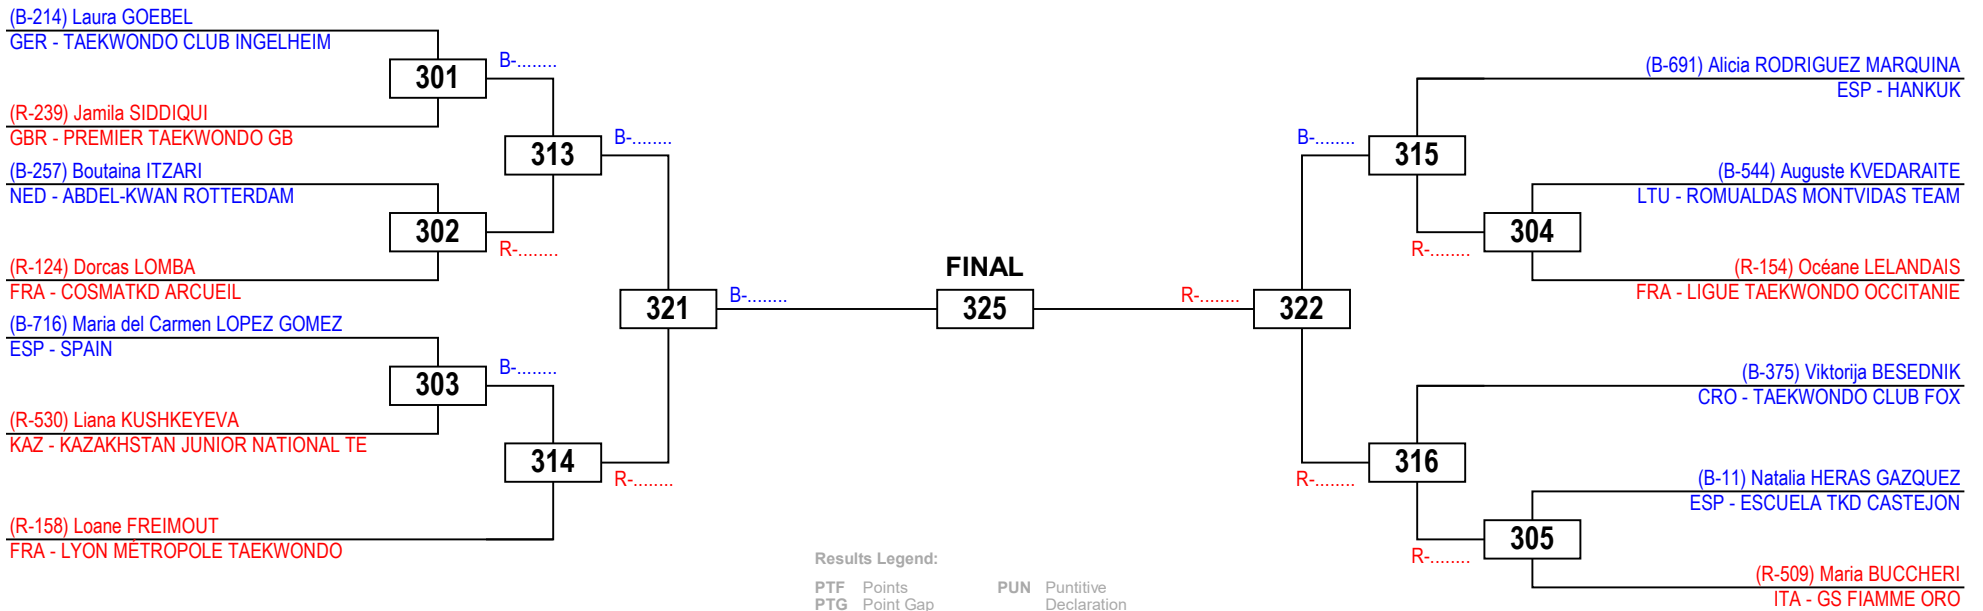 (B-214) Laura GOEBEL
GER - TAEKWONDO CLUB INGELHEIM
301
B-........
(R-239) Jamila SIDDIQUI
GBR - PREMIER TAEKWONDO GB
313
B-........
(B-257) Boutaina ITZARI
NED - ABDEL-KWAN ROTTERDAM
302
R-........
(R-124) Dorcas LOMBA
FRA - COSMATKD ARCUEIL
321
B-........
(B-716) Maria del Carmen LOPEZ GOMEZ
ESP - SPAIN
303
B-........
(R-530) Liana KUSHKEYEVA
KAZ - KAZAKHSTAN JUNIOR NATIONAL TE
314
R-........
(R-158) Loane FREIMOUT
FRA - LYON MÉTROPOLE TAEKWONDO
FINAL
325
(B-691) Alicia RODRIGUEZ MARQUINA
ESP - HANKUK
B-........
315
(B-544) Auguste KVEDARAITE
LTU - ROMUALDAS MONTVIDAS TEAM
R-........
304
(R-154) Océane LELANDAIS
FRA - LIGUE TAEKWONDO OCCITANIE
R-........
322
(B-375) Viktorija BESEDNIK
CRO - TAEKWONDO CLUB FOX
R-........
316
(B-11) Natalia HERAS GAZQUEZ
ESP - ESCUELA TKD CASTEJON
R-........
305
(R-509) Maria BUCCHERI
ITA - GS FIAMME ORO
Results Legend:
PTF Points
PTG Point Gap
PUN Puntitive
Declaration